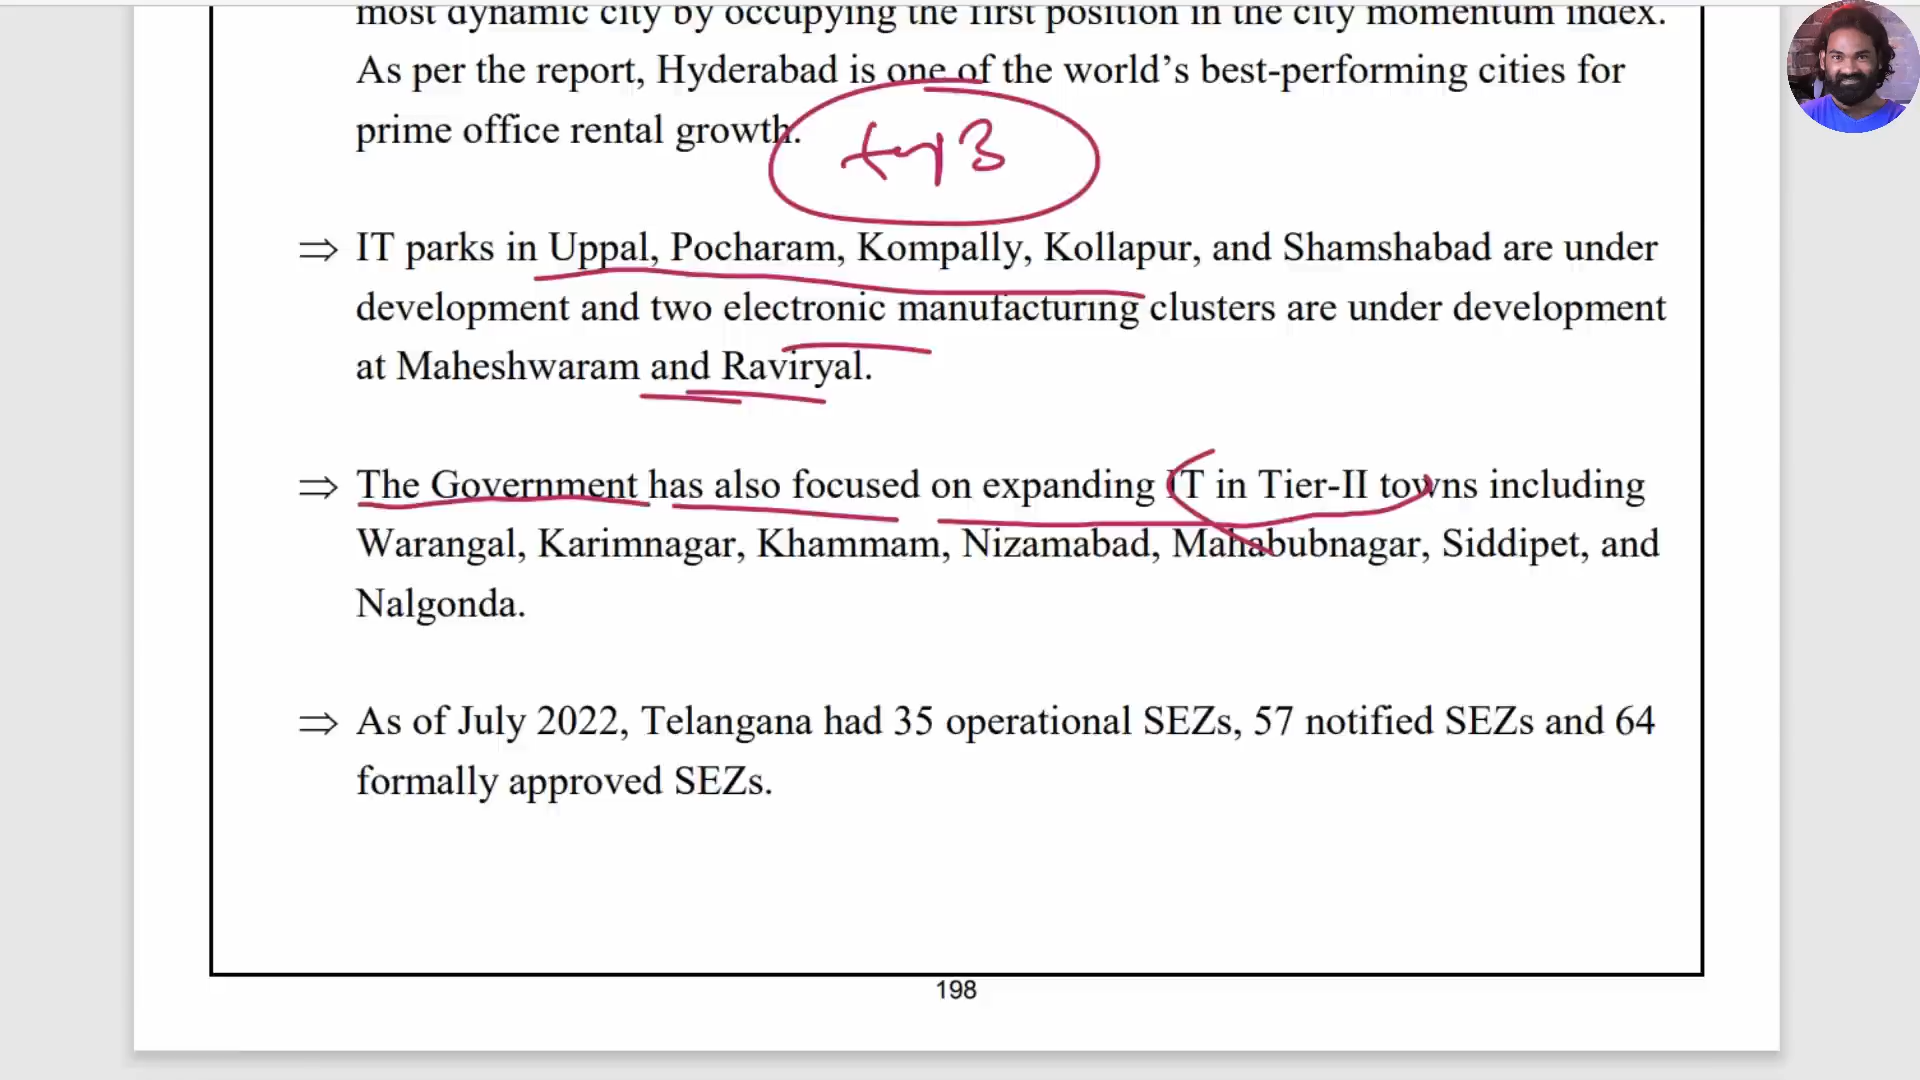 most dynamic city by occupying the first position in the city momentum index.
As per the report, Hyderabad is one of the world’s best-performing cities for
prime office rental growth.
top 3
⇒ IT parks in Uppal, Pocharam, Kompally, Kollapur, and Shamshabad are under
development and two electronic manufacturing clusters are under development
at Maheshwaram and Raviryal.
⇒ The Government has also focused on expanding IT in Tier-II towns including
Warangal, Karimnagar, Khammam, Nizamabad, Mahabubnagar, Siddipet, and
Nalgonda.
⇒ As of July 2022, Telangana had 35 operational SEZs, 57 notified SEZs and 64
formally approved SEZs.
198